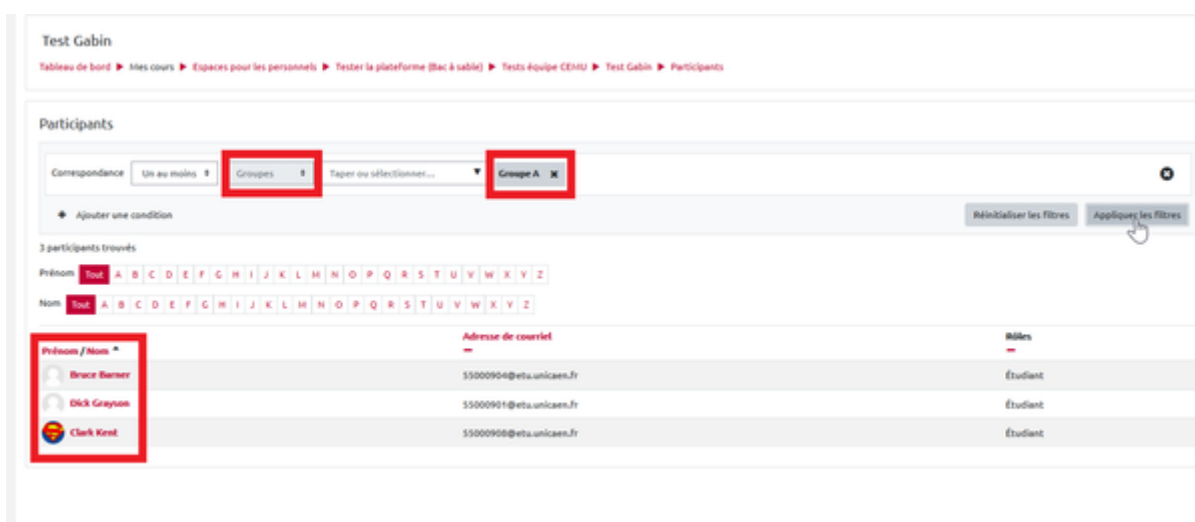 Test Gabin
Tableau de bord ▶ Mes cours ▶ Espaces pour les personnels ▶ Tester la plateforme (Bac à sable) ▶ Tests équipe CEMU ▶ Test Gabin ▶ Participants
Participants
Correspondance Un au moins Groupes Taper ou sélectionner... ▼ Groupe A ✖
Ajouter une condition Réinitialiser les filtres Appliquer les filtres
3 participants trouvés
Prénom Tout A B C D E F G H I J K L M N O P Q R S T U V W X Y Z
Nom Tout A B C D E F G H I J K L M N O P Q R S T U V W X Y Z
Prénom / Nom Adresse de courriel Rôles
Bruce Barner 55000904@etu.unicaen.fr Étudiant
Dick Grayson 55000901@etu.unicaen.fr Étudiant
Clark Kent 55000908@etu.unicaen.fr Étudiant